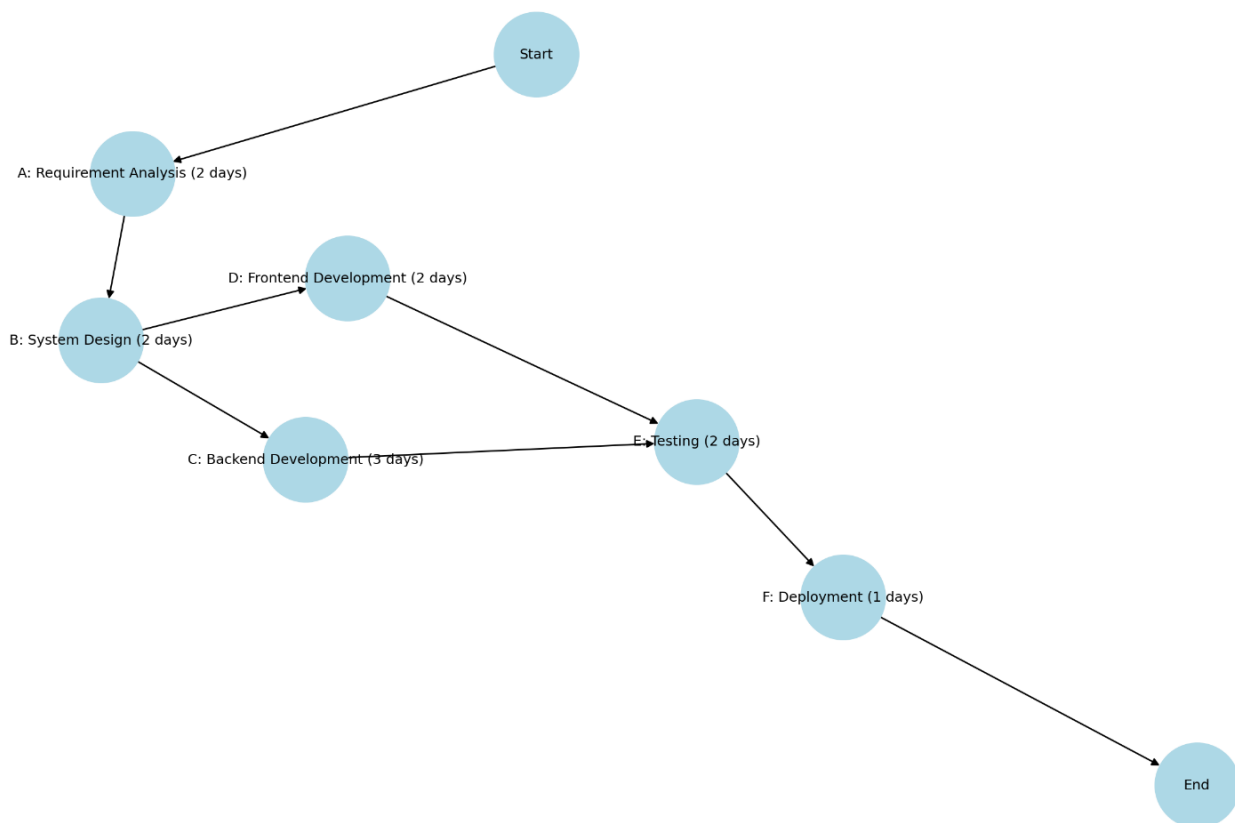 Start
A: Requirement Analysis (2 days)
D: Frontend Development (2 days)
B: System Design (2 days)
E: Testing (2 days)
C: Backend Development (3 days)
F: Deployment (1 days)
End